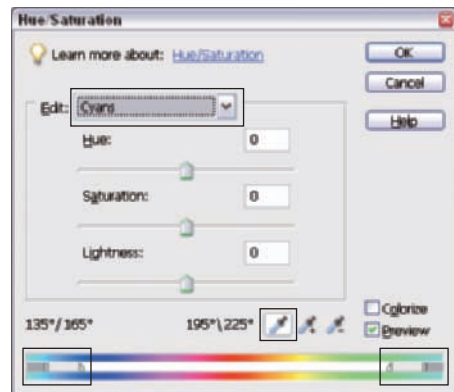 Hue/Saturation
Learn more about: Hue/Saturation
OK
Cancel
Help
Edit: Cyans
Hue: 0
Saturation: 0
Lightness: 0
135°/165° 195°\225°
Colorize
Preview